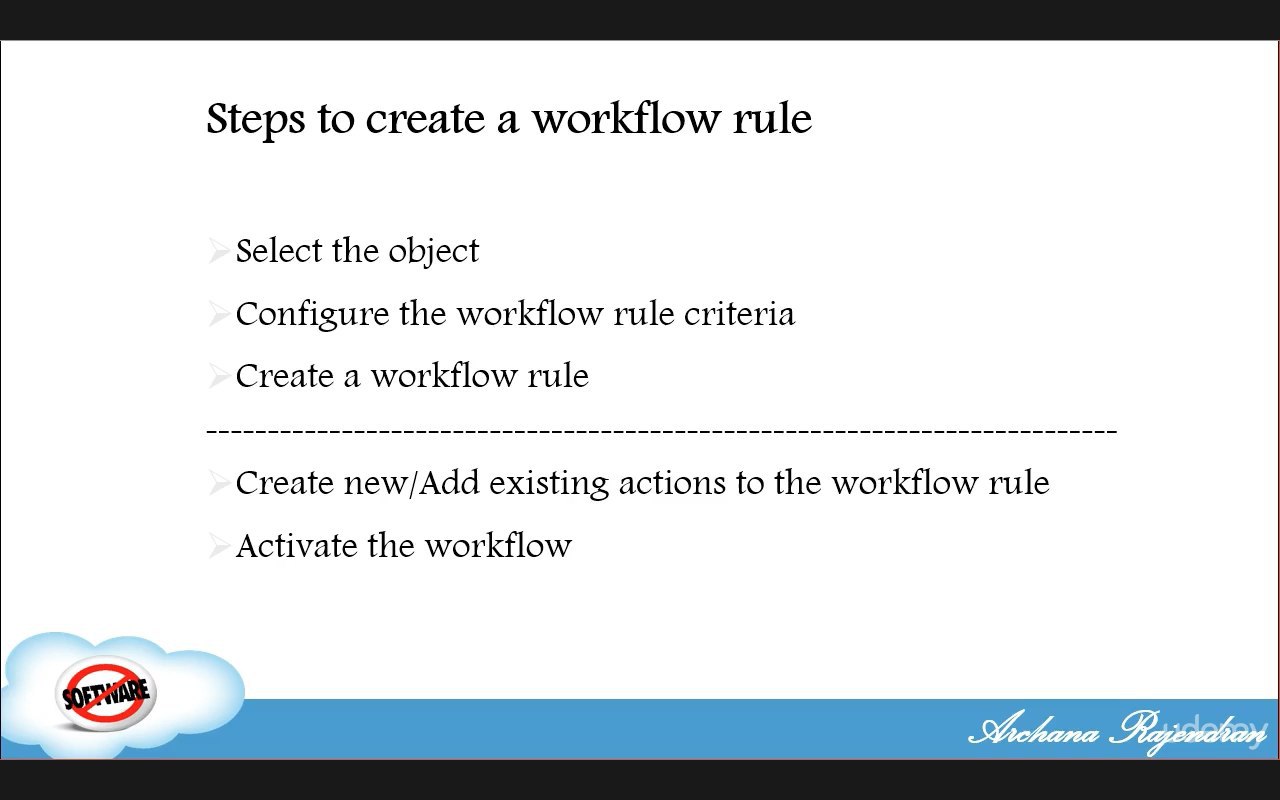 Steps to create a workflow rule
Select the object
Configure the workflow rule criteria
Create a workflow rule
--------------------------------------------------------------------------
Create new/Add existing actions to the workflow rule
Activate the workflow
SOFTWARE
Archana Rajendran
udemy